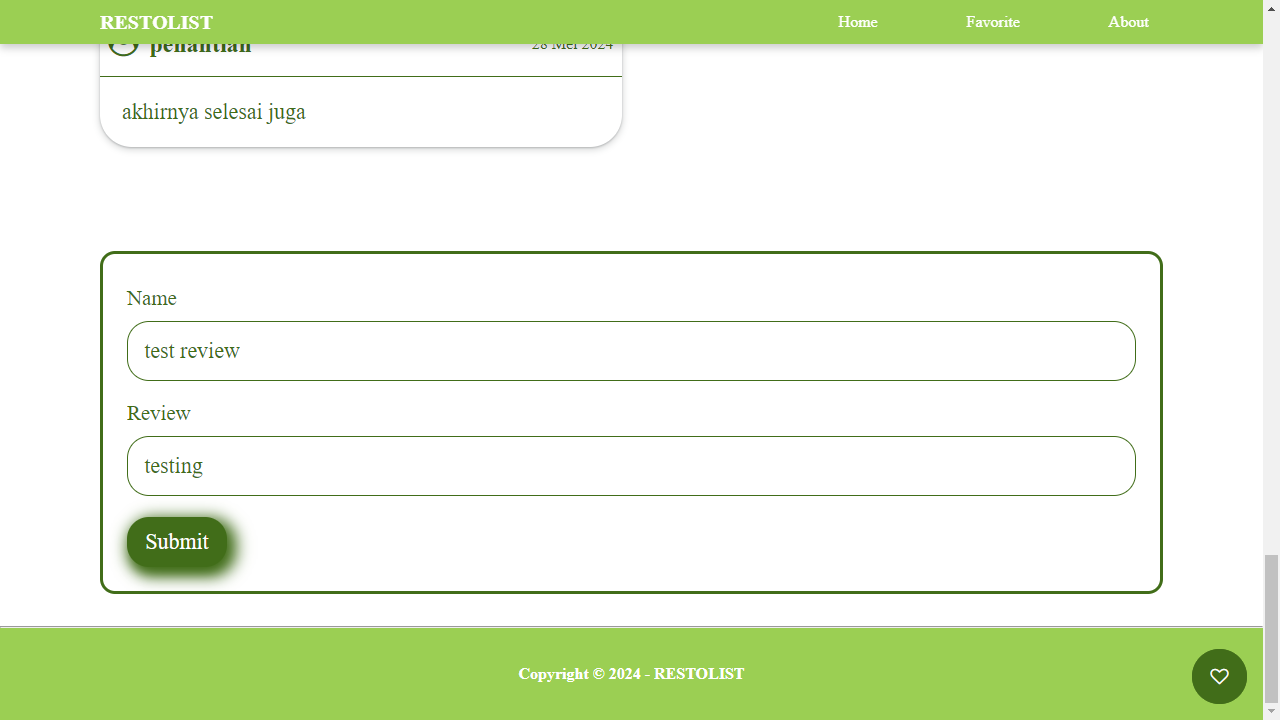 RESTOLIST Home Favorite About
penantian 28 Mei 2024
akhirnya selesai juga
Name
test review
Review
testing
Submit
Copyright © 2024 - RESTOLIST